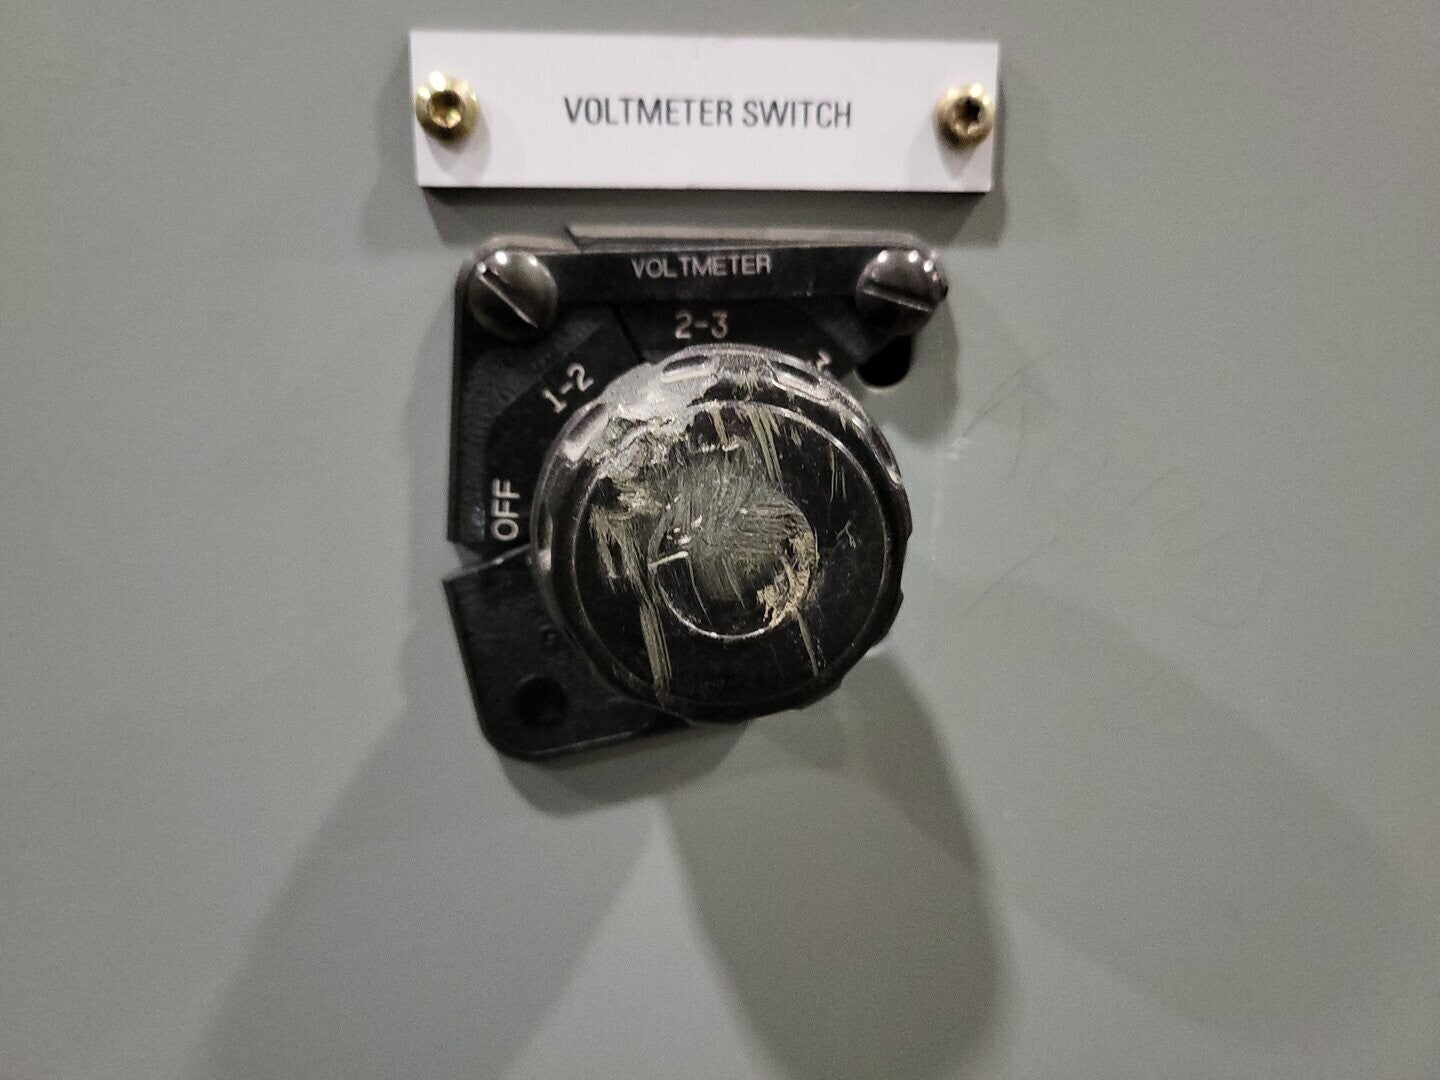 VOLTMETER SWITCH
VOLTMETER
2-3
1-2
OFF